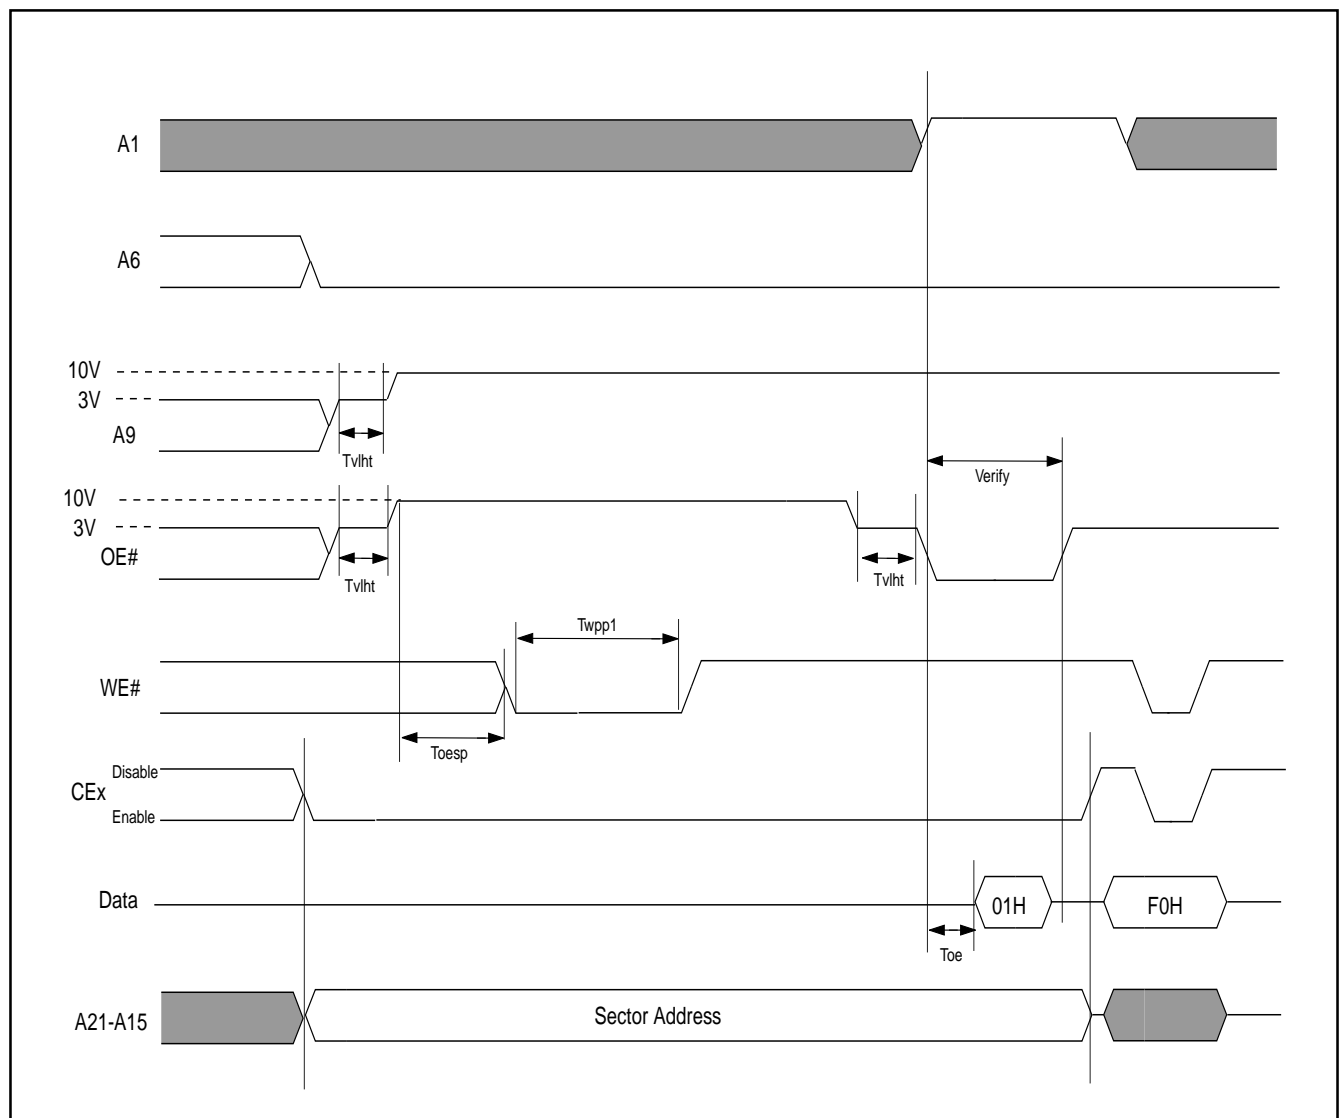 A1
A6
10V
3V
A9
Tvlht
Verify
10V
3V
OE#
Tvlht
Tvlht
Twpp1
WE#
Toesp
Disable
CEx
Enable
Data
01H
F0H
Toe
A21-A15
Sector Address